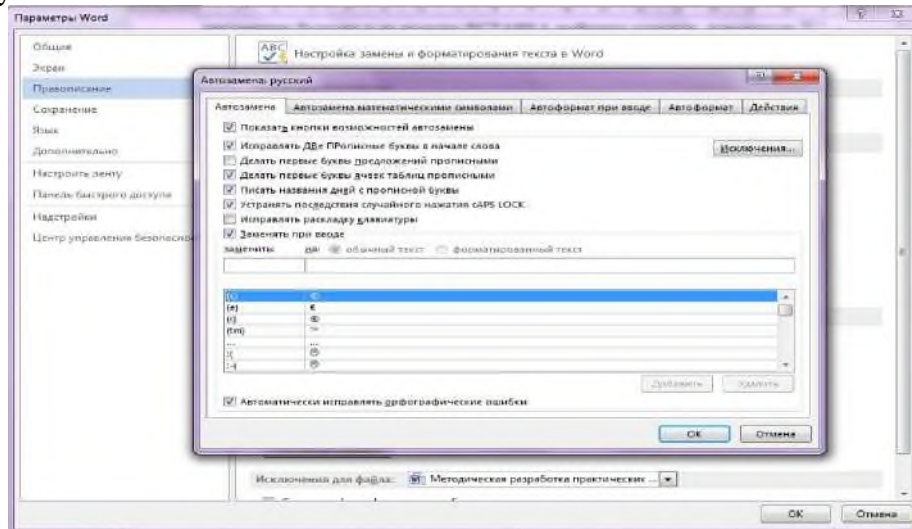 у
Параметры Word
Общие
Экран
Правописание
Сохранение
Язык
Дополнительно
Настроить ленту
Панель быстрого доступа
Надстройки
Центр управления безопасно
ABC Настройка замены и форматирования текста в Word
Автозамена: русский
Автозамена Автозамена математическими символами Автоформат при вводе Автоформат Действия
Показать кнопки возможностей автозамены
Исправлять ДВе ПРописные буквы в начале слова
Исключения...
Делать первые буквы предложений прописными
Делать первые буквы ячеек таблиц прописными
Писать названия дней с прописной буквы
Устранять последствия случайного нажатия cAPS LOCK
Исправлять раскладку клавиатуры
Заменять при вводе
заменить: на: обычный текст форматированный текст
(c) ©
(e) €
(r) ®
(tm) ™
... ...
:( ☹
:-( ☹
Добавить Удалить
Автоматически исправлять орфографические ошибки
ОК Отмена
Исключения для файла: Методическая разработка практических ...
ОК Отмена